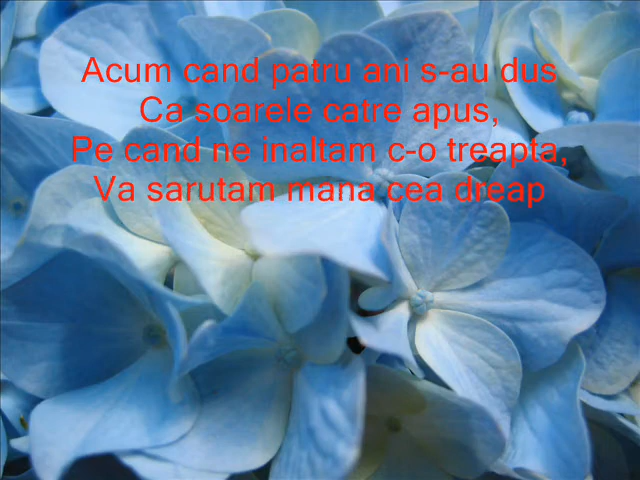 Acum cand patru ani s-au dus
Ca soarele catre apus,
Pe cand ne inaltam c-o treapta,
Va sarutam mana cea dreap